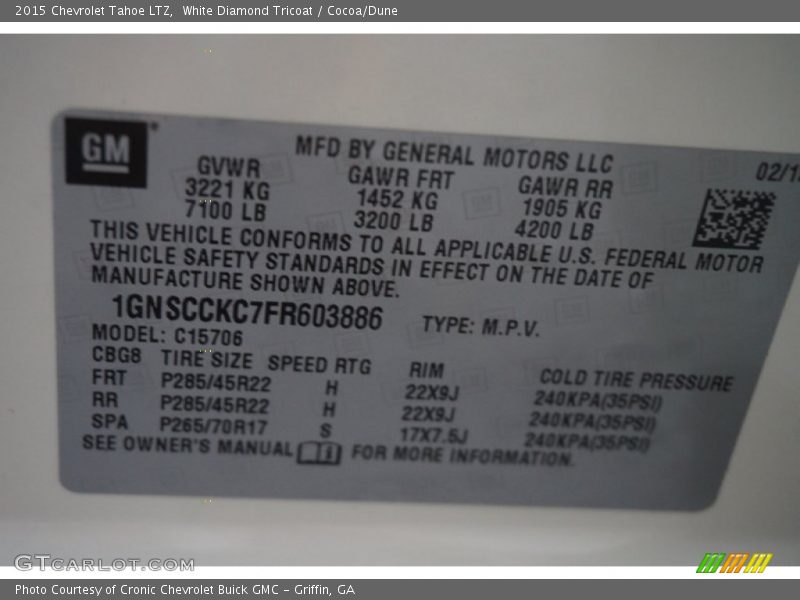 2015 Chevrolet Tahoe LTZ,  White Diamond Tricoat / Cocoa/Dune
GM
MFD BY GENERAL MOTORS LLC
GVWR GAWR FRT GAWR RR
3221 KG 1452 KG 1905 KG
7100 LB 3200 LB 4200 LB
THIS VEHICLE CONFORMS TO ALL APPLICABLE U.S. FEDERAL MOTOR
VEHICLE SAFETY STANDARDS IN EFFECT ON THE DATE OF
MANUFACTURE SHOWN ABOVE.
1GNSCCKC7FR603886 TYPE: M.P.V.
MODEL: C15706
CBG8 TIRE SIZE SPEED RTG RIM COLD TIRE PRESSURE
FRT P285/45R22 H 22X9J 240KPA(35PSI)
RR P285/45R22 H 22X9J 240KPA(35PSI)
SPA P265/70R17 S 17X7.5J 240KPA(35PSI)
SEE OWNER'S MANUAL FOR MORE INFORMATION.
GTCARLOT.COM
Photo Courtesy of Cronic Chevrolet Buick GMC – Griffin, GA